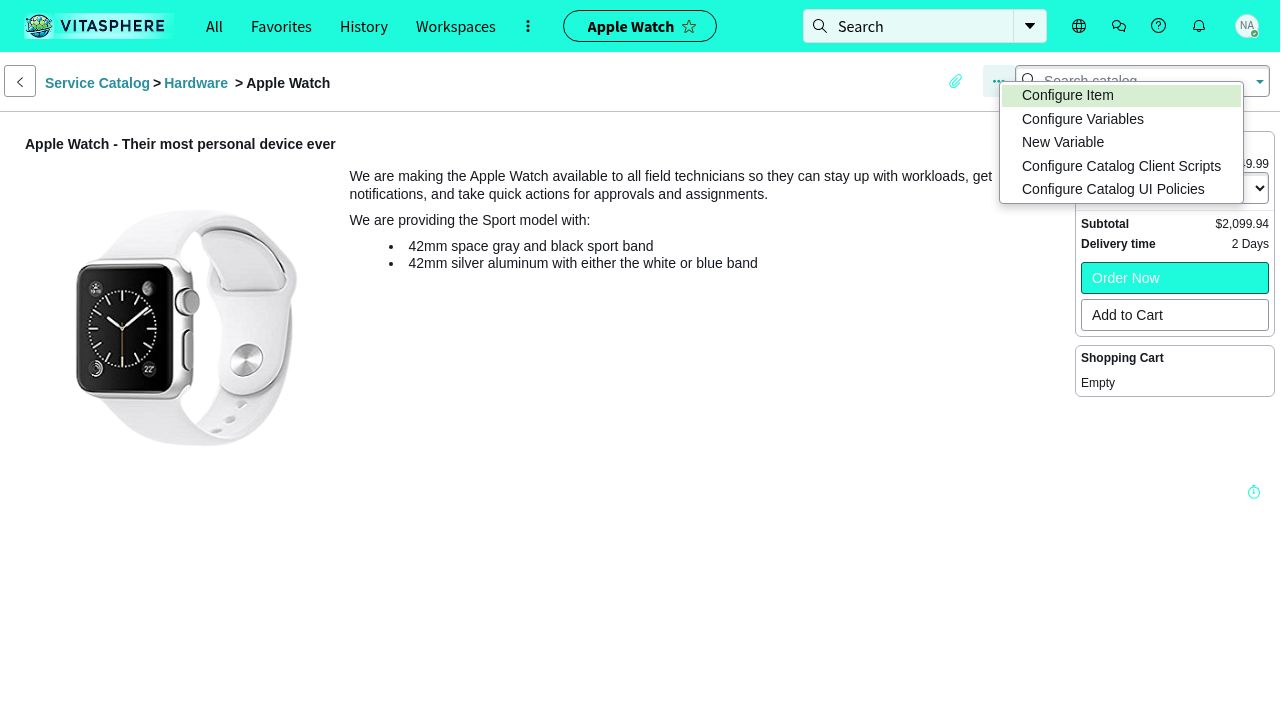 VITASPHERE
All
Favorites
History
Workspaces
Apple Watch
Search
NA
Service Catalog > Hardware > Apple Watch
Search catalog
Configure Item
Configure Variables
New Variable
Configure Catalog Client Scripts
Configure Catalog UI Policies
Apple Watch - Their most personal device ever
We are making the Apple Watch available to all field technicians so they can stay up with workloads, get
notifications, and take quick actions for approvals and assignments.
We are providing the Sport model with:
• 42mm space gray and black sport band
• 42mm silver aluminum with either the white or blue band
Subtotal $2,099.94
Delivery time 2 Days
Order Now
Add to Cart
Shopping Cart
Empty